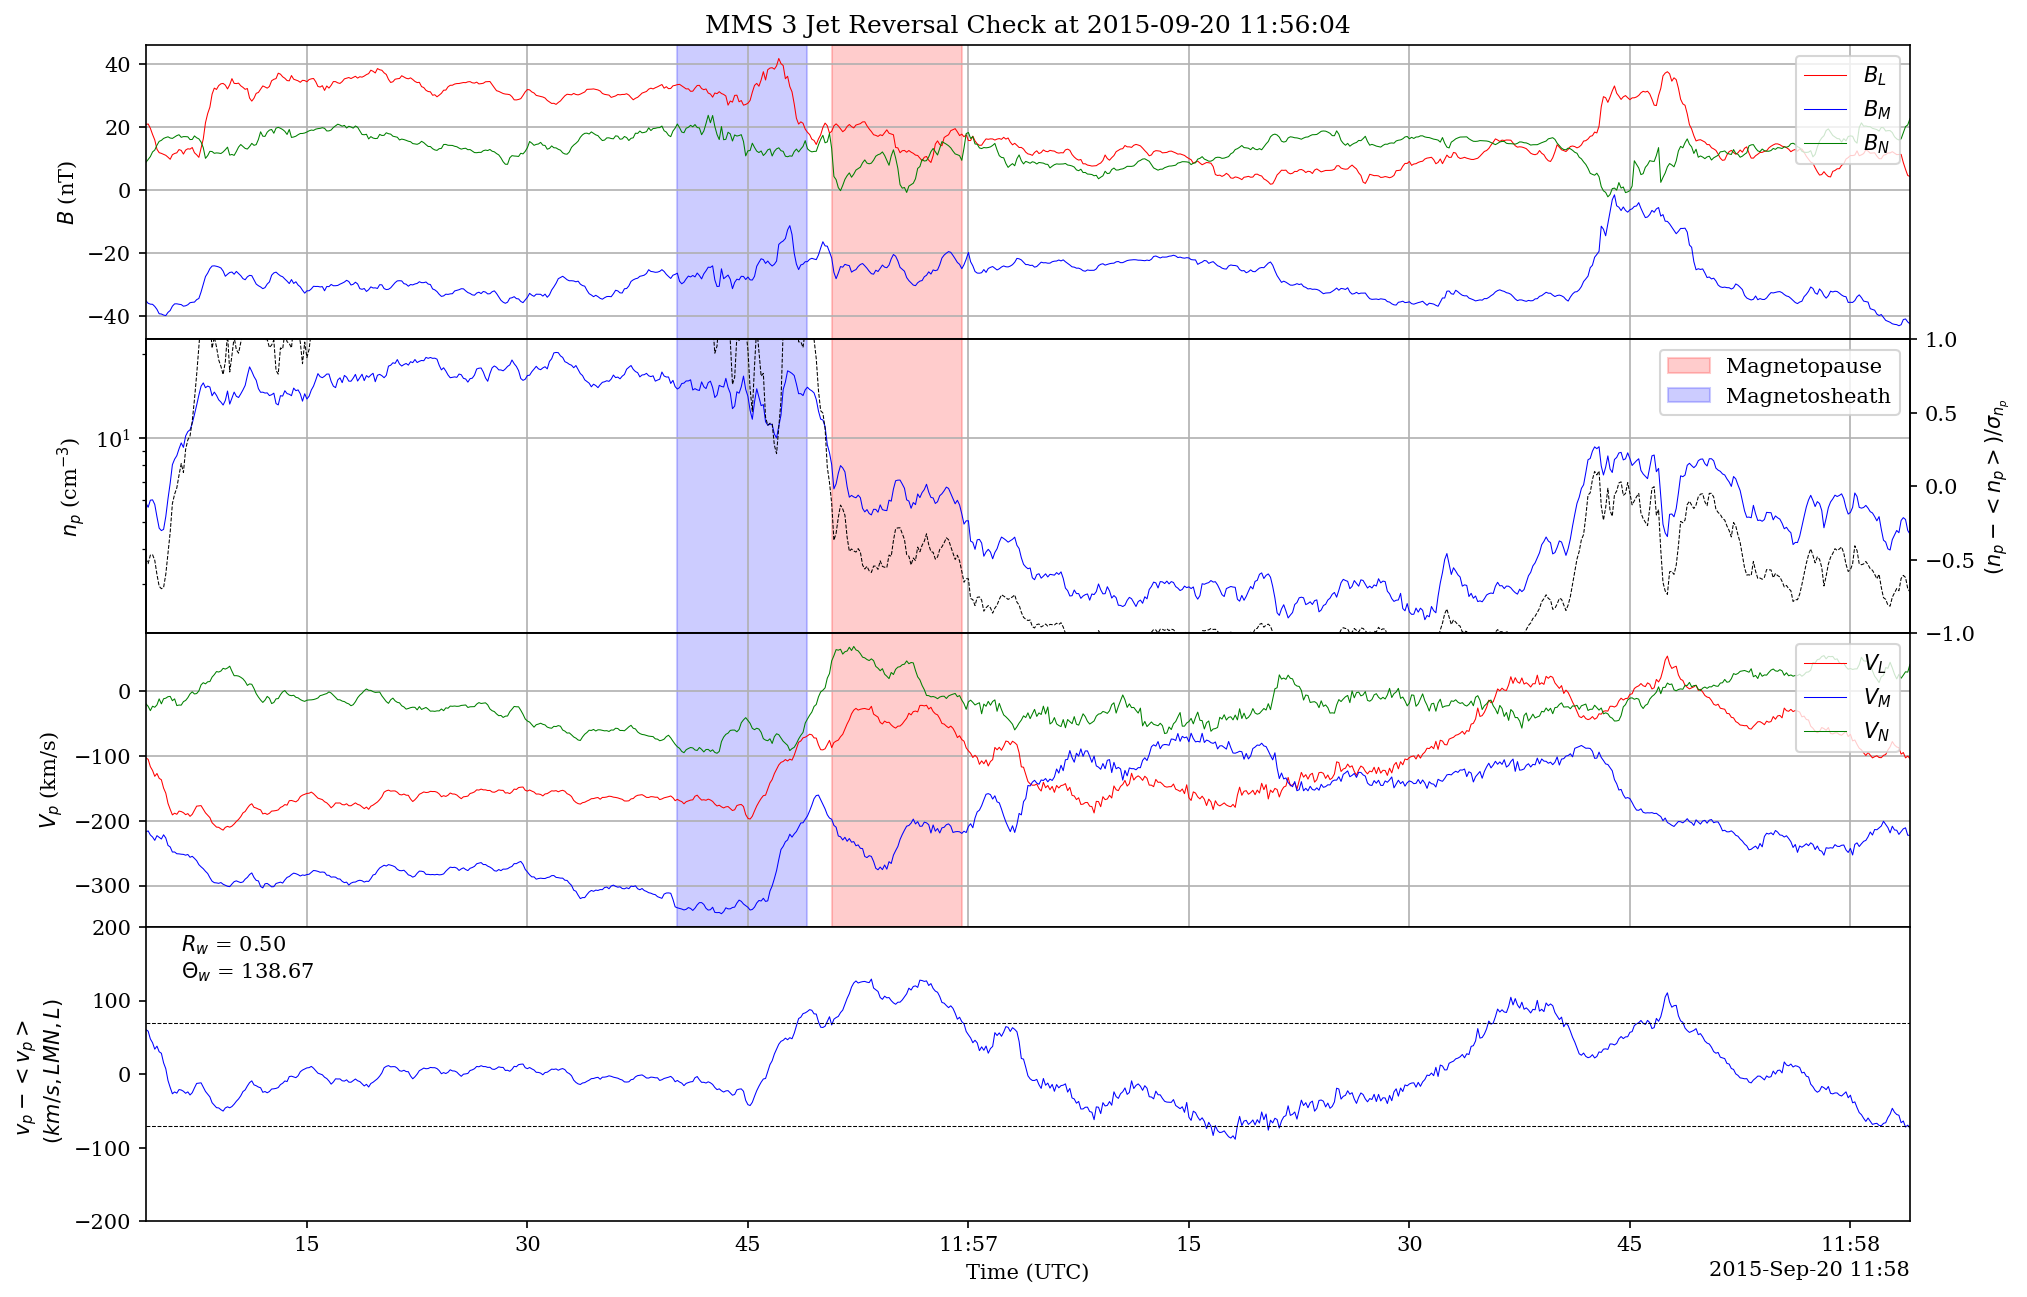 MMS 3 Jet Reversal Check at 2015-09-20 11:56:04
40
20
0
−20
−40
B (nT)
B_L
B_M
B_N
10^1
n_p (cm^{−3})
1.0
0.5
0.0
−0.5
−1.0
(n_p − < n_p >)/σ_{n_p}
Magnetopause
Magnetosheath
0
−100
−200
−300
V_p (km/s)
V_L
V_M
V_N
200
100
0
−100
−200
v_p − < v_p >
(km/s, LMN, L)
R_w = 0.50
Θ_w = 138.67
15 30 45 11:57 15 30 45 11:58
Time (UTC)
2015-Sep-20 11:58